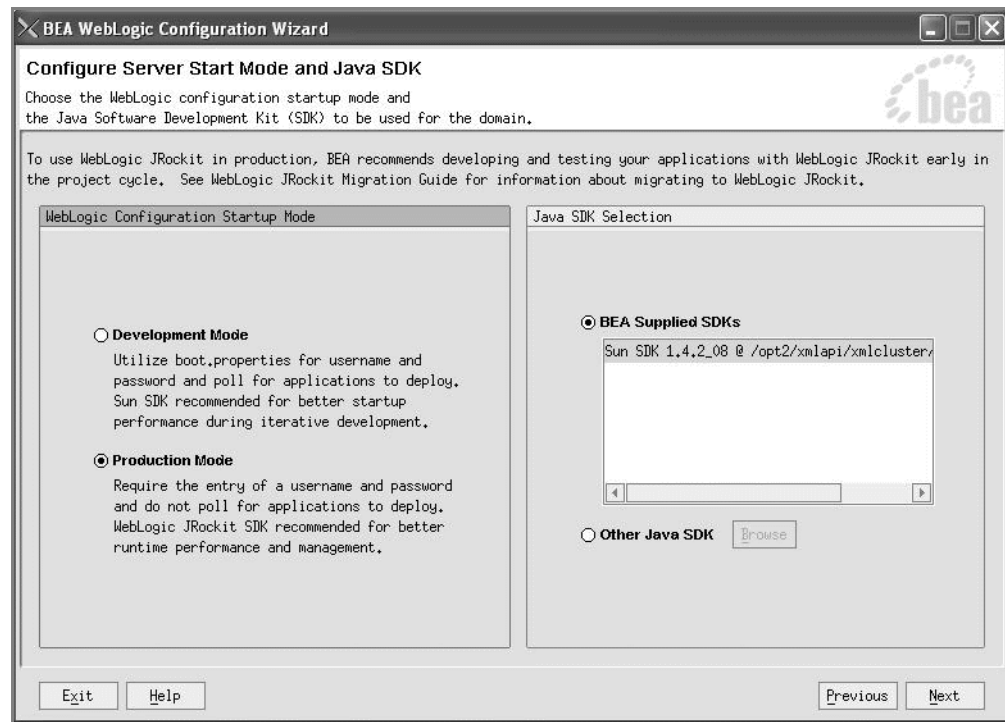 BEA WebLogic Configuration Wizard
Configure Server Start Mode and Java SDK
Choose the WebLogic configuration startup mode and
the Java Software Development Kit (SDK) to be used for the domain.
bea
To use WebLogic JRockit in production, BEA recommends developing and testing your applications with WebLogic JRockit early in
the project cycle. See WebLogic JRockit Migration Guide for information about migrating to WebLogic JRockit.
WebLogic Configuration Startup Mode
Development Mode
Utilize boot.properties for username and
password and poll for applications to deploy.
Sun SDK recommended for better startup
performance during iterative development.
Production Mode
Require the entry of a username and password
and do not poll for applications to deploy.
WebLogic JRockit SDK recommended for better
runtime performance and management.
Java SDK Selection
BEA Supplied SDKs
Sun SDK 1.4.2_08 @ /opt2/xmlapi/xmlcluster/
Other Java SDK
Browse
Exit
Help
Previous
Next